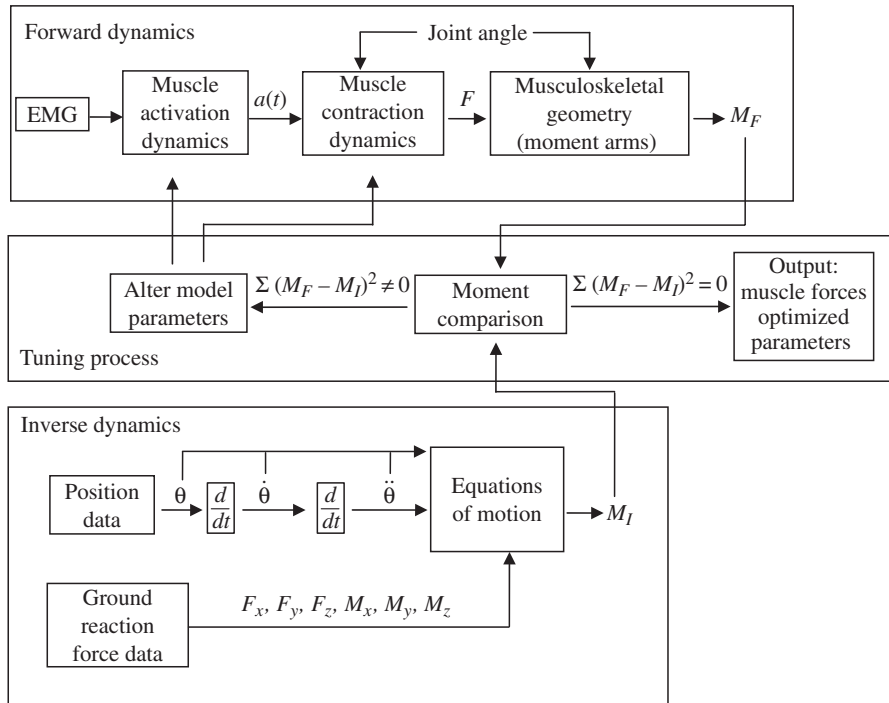 Forward dynamics
Joint angle
EMG
Muscle
activation
dynamics
a(t)
Muscle
contraction
dynamics
F
Musculoskeletal
geometry
(moment arms)
M_F
Alter model
parameters
Σ (M_F – M_I)² ≠ 0
Moment
comparison
Σ (M_F – M_I)² = 0
Output:
muscle forces
optimized
parameters
Tuning process
Inverse dynamics
Position
data
θ
d
dt
θ̇
d
dt
θ̈
Equations
of motion
M_I
Ground
reaction
force data
F_x, F_y, F_z, M_x, M_y, M_z